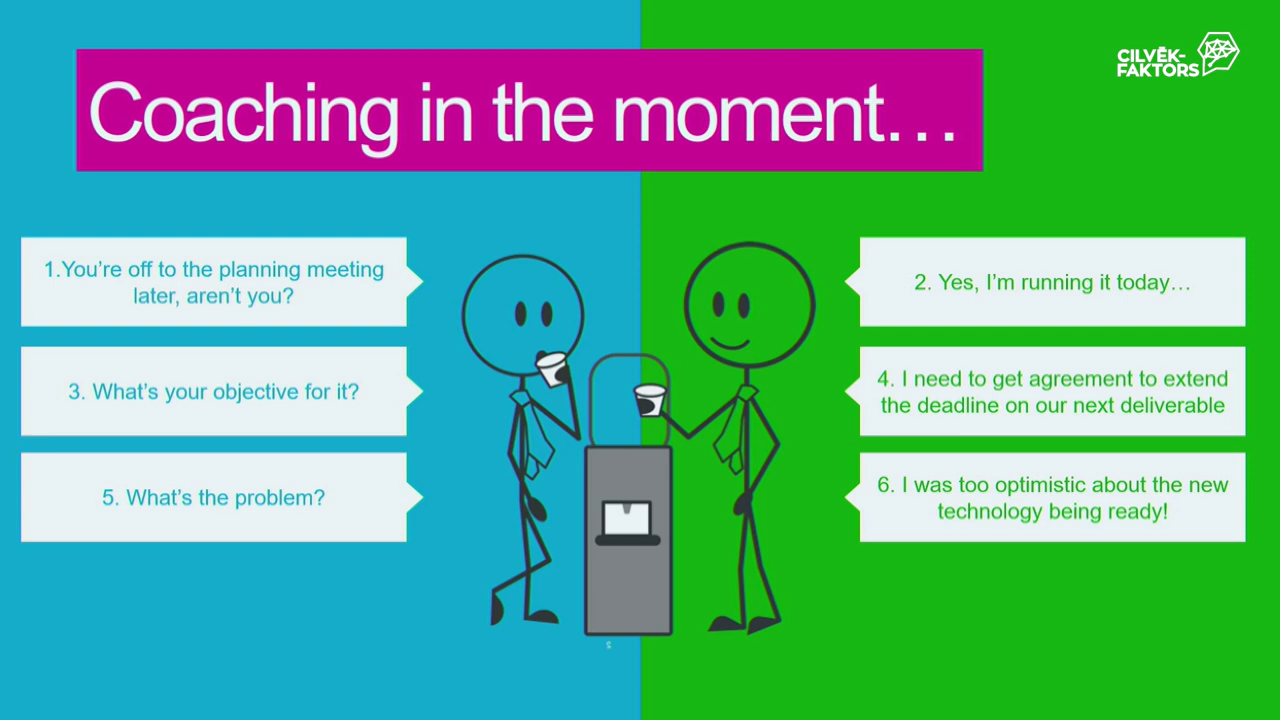 CILVĒK-
FAKTORS
Coaching in the moment…
1.You’re off to the planning meeting
later, aren’t you?
2. Yes, I’m running it today…
3. What’s your objective for it?
4. I need to get agreement to extend
the deadline on our next deliverable
5. What’s the problem?
6. I was too optimistic about the new
technology being ready!